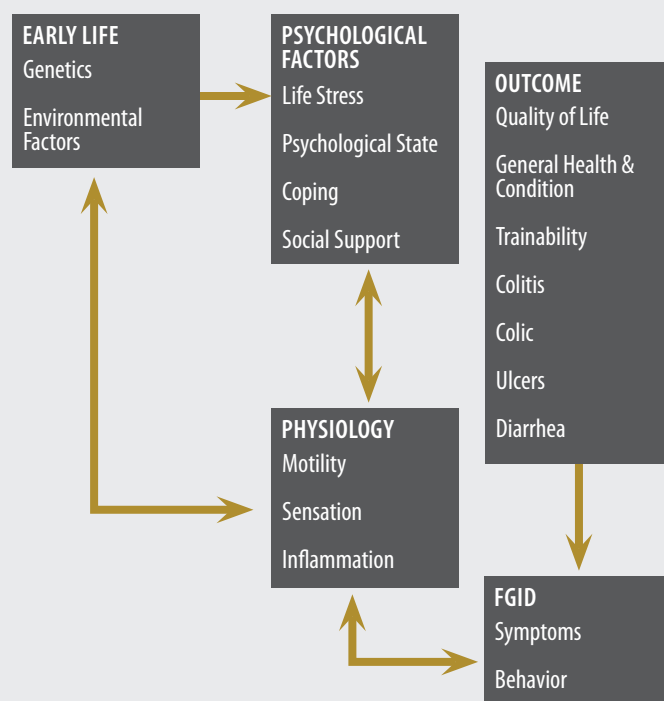 EARLY LIFE
Genetics
Environmental
Factors
PSYCHOLOGICAL
FACTORS
Life Stress
Psychological State
Coping
Social Support
PHYSIOLOGY
Motility
Sensation
Inflammation
OUTCOME
Quality of Life
General Health &
Condition
Trainability
Colitis
Colic
Ulcers
Diarrhea
FGID
Symptoms
Behavior